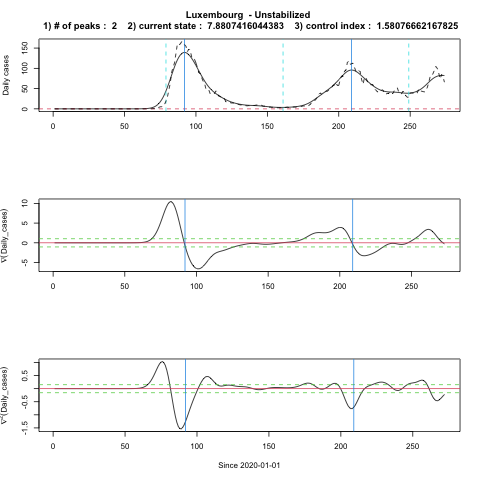 Luxembourg - Unstabilized
1) # of peaks : 2 2) current state : 7.8807416044383 3) control index : 1.58076662167825
Daily cases
0 50 100 150
0 50 100 150 200 250
∇(Daily_cases)
-5 0 5 10
0 50 100 150 200 250
∇²(Daily_cases)
-1.5 -0.5 0.5
0 50 100 150 200 250
Since 2020-01-01